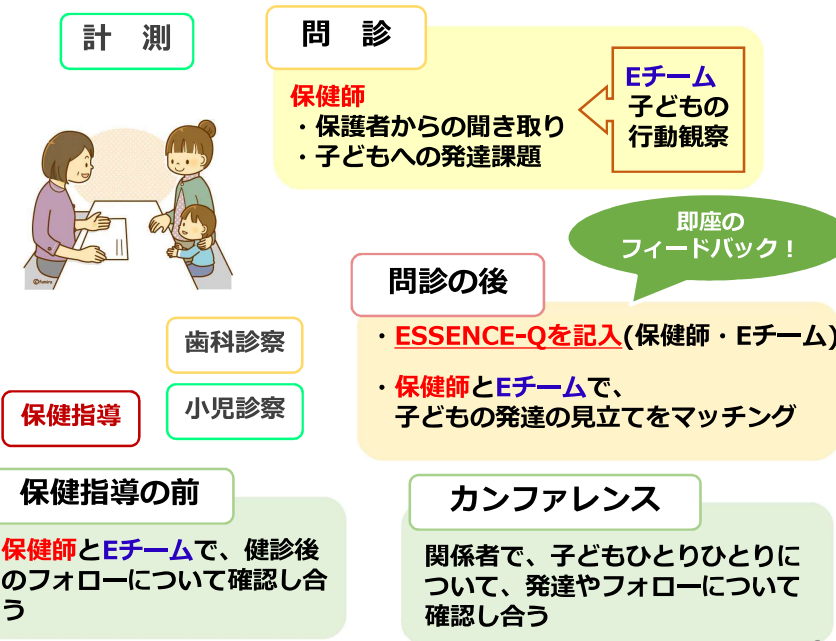 計　測
問　診
保健師
・保護者からの聞き取り
・子どもへの発達課題
Eチーム
子どもの
行動観察
即座の
フィードバック！
問診の後
・ESSENCE-Qを記入(保健師・Eチーム)
・保健師とEチームで、
子どもの発達の見立てをマッチング
歯科診察
小児診察
保健指導
保健指導の前
保健師とEチームで、健診後
のフォローについて確認し合
う
カンファレンス
関係者で、子どもひとりひとりに
ついて、発達やフォローについて
確認し合う
©fumira